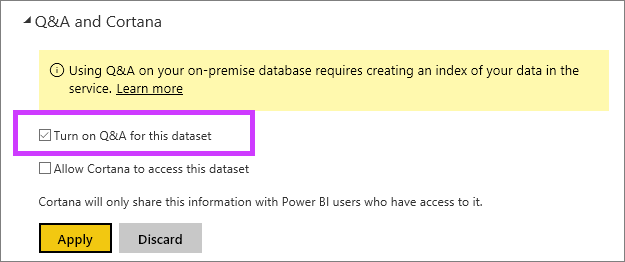 Q&A and Cortana
Using Q&A on your on-premise database requires creating an index of your data in the
service. Learn more
Turn on Q&A for this dataset
Allow Cortana to access this dataset
Cortana will only share this information with Power BI users who have access to it.
Apply Discard